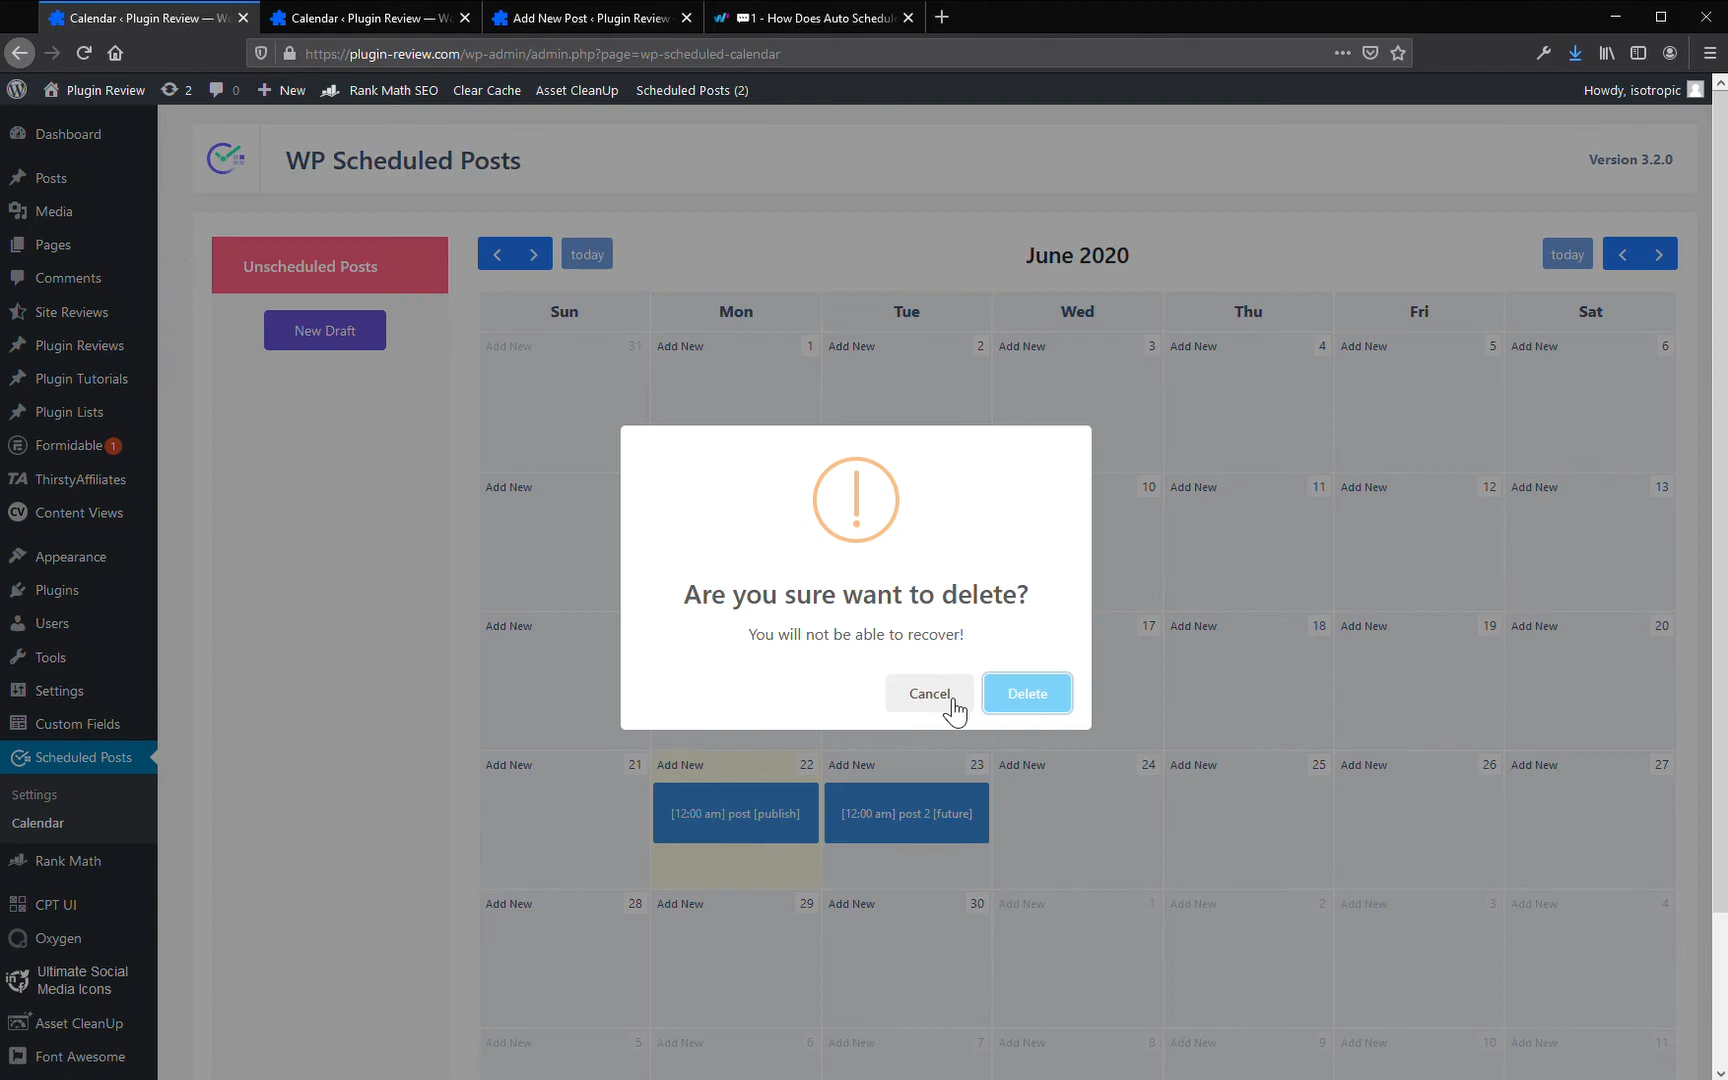 Calendar ‹ Plugin Review — Wo
Calendar ‹ Plugin Review — W
Add New Post ‹ Plugin Review
1 - How Does Auto Schedul
https://plugin-review.com/wp-admin/admin.php?page=wp-scheduled-calendar
Plugin Review
2
0
New
Rank Math SEO
Clear Cache
Asset CleanUp
Scheduled Posts (2)
Howdy, isotropic
Dashboard
Posts
Media
Pages
Comments
Site Reviews
Plugin Reviews
Plugin Tutorials
Plugin Lists
Formidable 1
ThirstyAffiliates
Content Views
Appearance
Plugins
Users
Tools
Settings
Custom Fields
Scheduled Posts
Settings
Calendar
Rank Math
CPT UI
Oxygen
Ultimate Social
Media Icons
Asset CleanUp
Font Awesome
WP Scheduled Posts
Version 3.2.0
Unscheduled Posts
New Draft
today
June 2020
today
Sun Mon Tue Wed Thu Fri Sat
Add New 31 Add New 1 Add New 2 Add New 3 Add New 4 Add New 5 Add New 6
Add New 10 Add New 11 Add New 12 Add New 13
Add New 17 Add New 18 Add New 19 Add New 20
Add New 21 Add New 22 Add New 23 Add New 24 Add New 25 Add New 26 Add New 27
[12:00 am] post [publish] [12:00 am] post 2 [future]
Add New 28 Add New 29 Add New 30 Add New 1 Add New 2 Add New 3 Add New 4
Add New 5 Add New 6 Add New 7 Add New 8 Add New 9 Add New 10 Add New 11
Are you sure want to delete?
You will not be able to recover!
Cancel
Delete